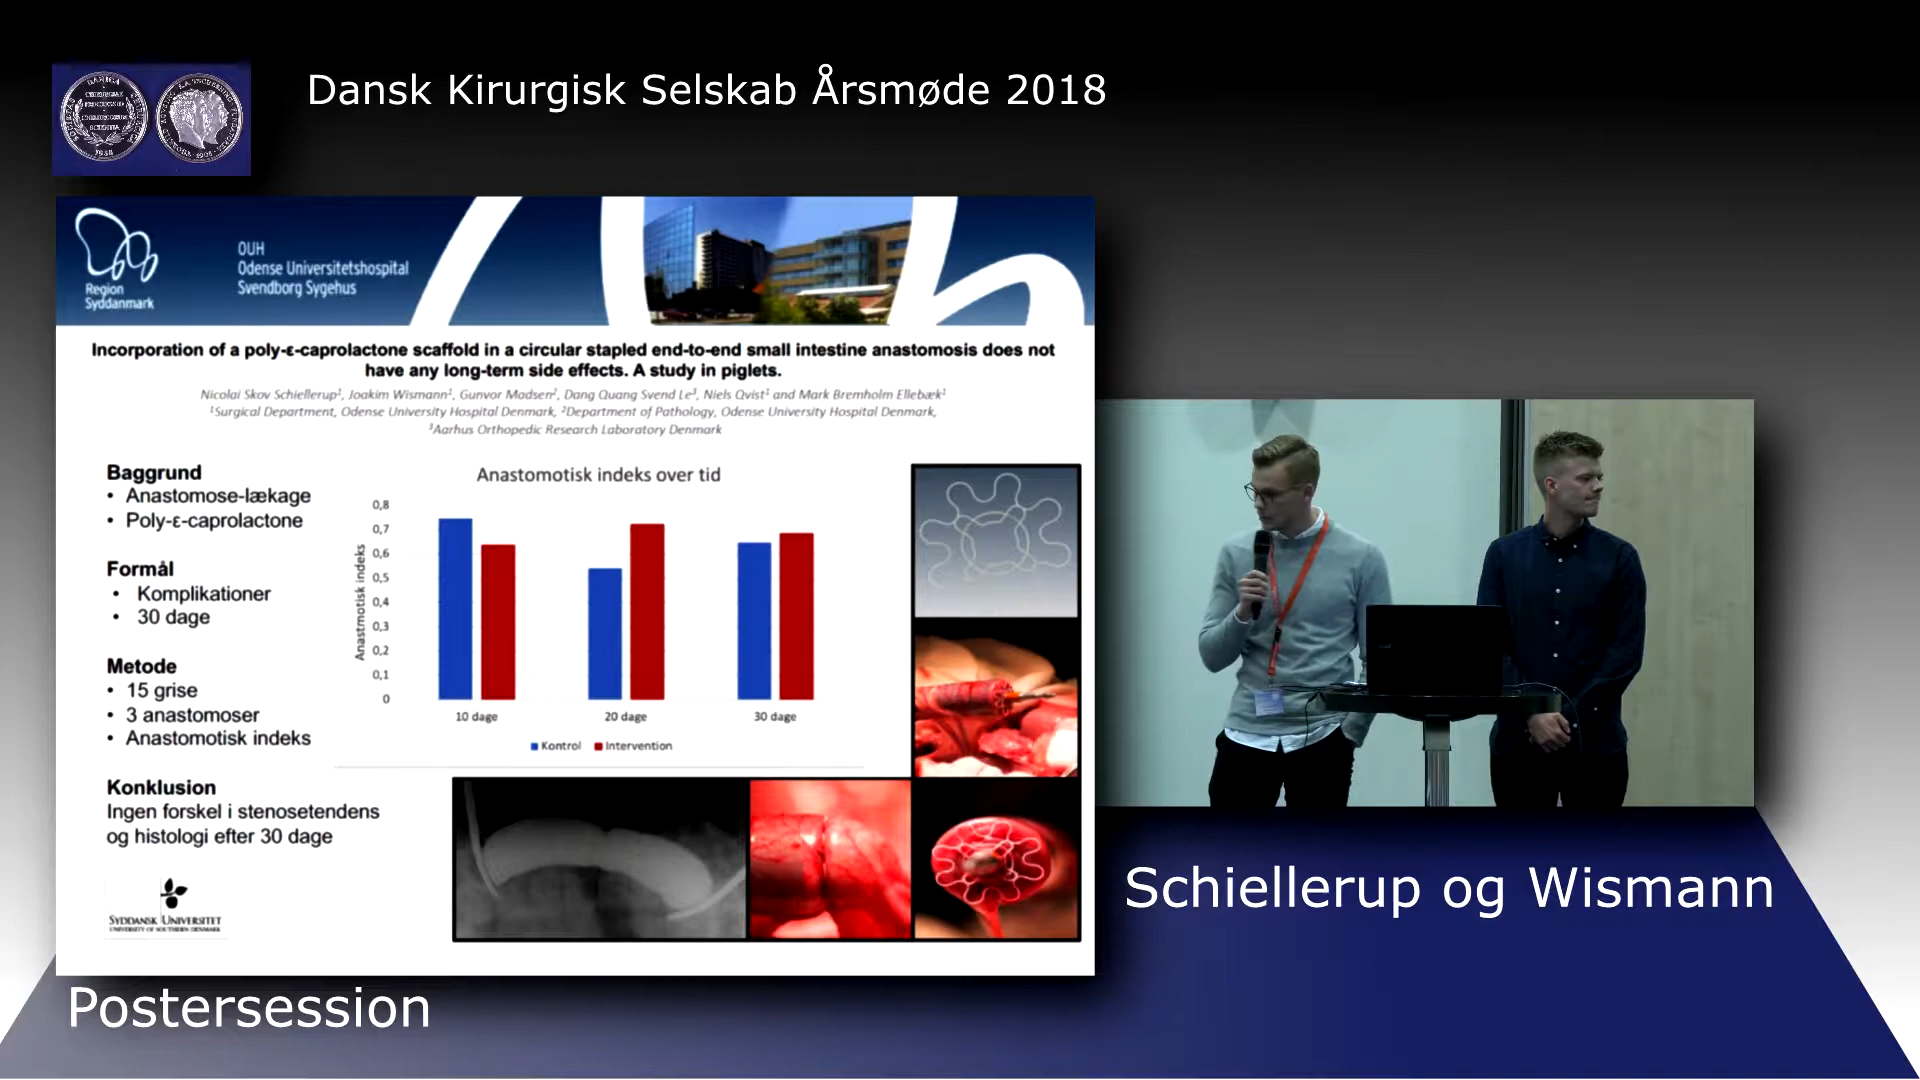 Dansk Kirurgisk Selskab Årsmøde 2018
OUH
Odense Universitetshospital
Svendborg Sygehus
Region
Syddanmark
Incorporation of a poly-ε-caprolactone scaffold in a circular stapled end-to-end small intestine anastomosis does not
have any long-term side effects. A study in piglets.
Nicolai Skov Schiellerup¹, Joakim Wismann¹, Gunvor Madsen², Dang Quang Svend Le³, Niels Qvist¹ and Mark Bremholm Ellebæk¹
¹Surgical Department, Odense University Hospital Denmark, ²Department of Pathology, Odense University Hospital Denmark,
³Aarhus Orthopedic Research Laboratory Denmark
Baggrund
• Anastomose-lækage
• Poly-ε-caprolactone
Formål
• Komplikationer
• 30 dage
Metode
• 15 grise
• 3 anastomoser
• Anastomotisk indeks
Konklusion
Ingen forskel i stenosetendens
og histologi efter 30 dage
Anastomotisk indeks over tid
Anastmotisk indeks
0,8
0,7
0,6
0,5
0,4
0,3
0,2
0,1
0
10 dage 20 dage 30 dage
Kontrol Intervention
Syddansk Universitet
University of Southern Denmark
Schiellerup og Wismann
Postersession